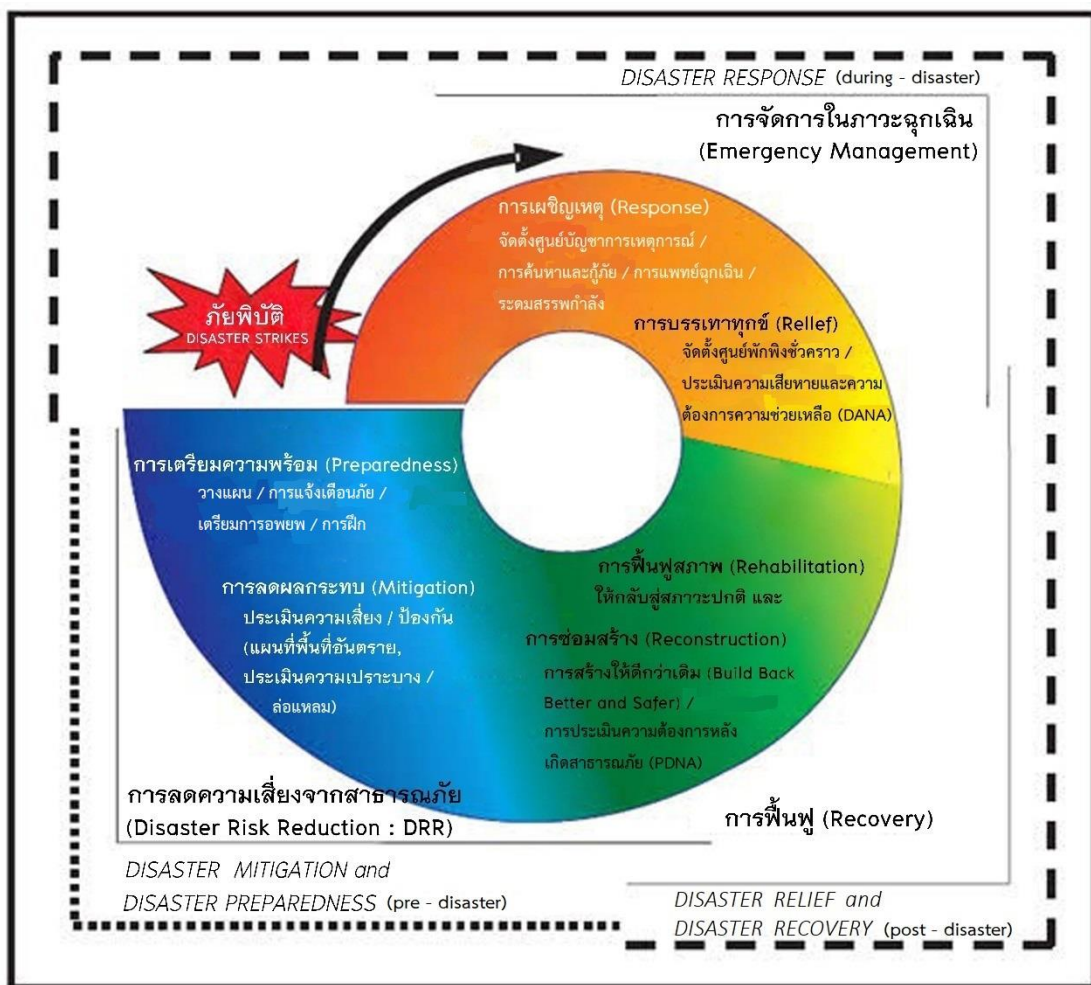 DISASTER RESPONSE (during - disaster)
การจัดการในภาวะฉุกเฉิน
(Emergency Management)
การเผชิญเหตุ (Response)
จัดตั้งศูนย์บัญชาการเหตุการณ์ /
การค้นหาและกู้ภัย / การแพทย์ฉุกเฉิน /
ระดมสรรพกำลัง
ภัยพิบัติ
DISASTER STRIKES
การบรรเทาทุกข์ (Rellef)
จัดตั้งศูนย์พักพิงชั่วคราว /
ประเมินความเสียหายและความ
ต้องการความช่วยเหลือ (DANA)
การเตรียมความพร้อม (Preparedness)
วางแผน / การแจ้งเตือนภัย /
เตรียมการอพยพ / การฝึก
การลดผลกระทบ (Mitigation)
ประเมินความเสี่ยง / ป้องกัน
(แผนที่พื้นที่อันตราย,
ประเมินความเปราะบาง /
ล่อแหลม)
การฟื้นฟูสภาพ (Rehabilitation)
ให้กลับสู่สภาวะปกติ และ
การซ่อมสร้าง (Reconstruction)
การสร้างให้ดีกว่าเดิม (Build Back
Better and Safer) /
การประเมินความต้องการหลัง
เกิดสาธารณภัย (PDNA)
การลดความเสี่ยงจากสาธารณภัย
(Disaster Risk Reduction : DRR)
การฟื้นฟู (Recovery)
DISASTER MITIGATION and
DISASTER PREPAREDNESS (pre - disaster)
DISASTER RELIEF and
DISASTER RECOVERY (post - disaster)